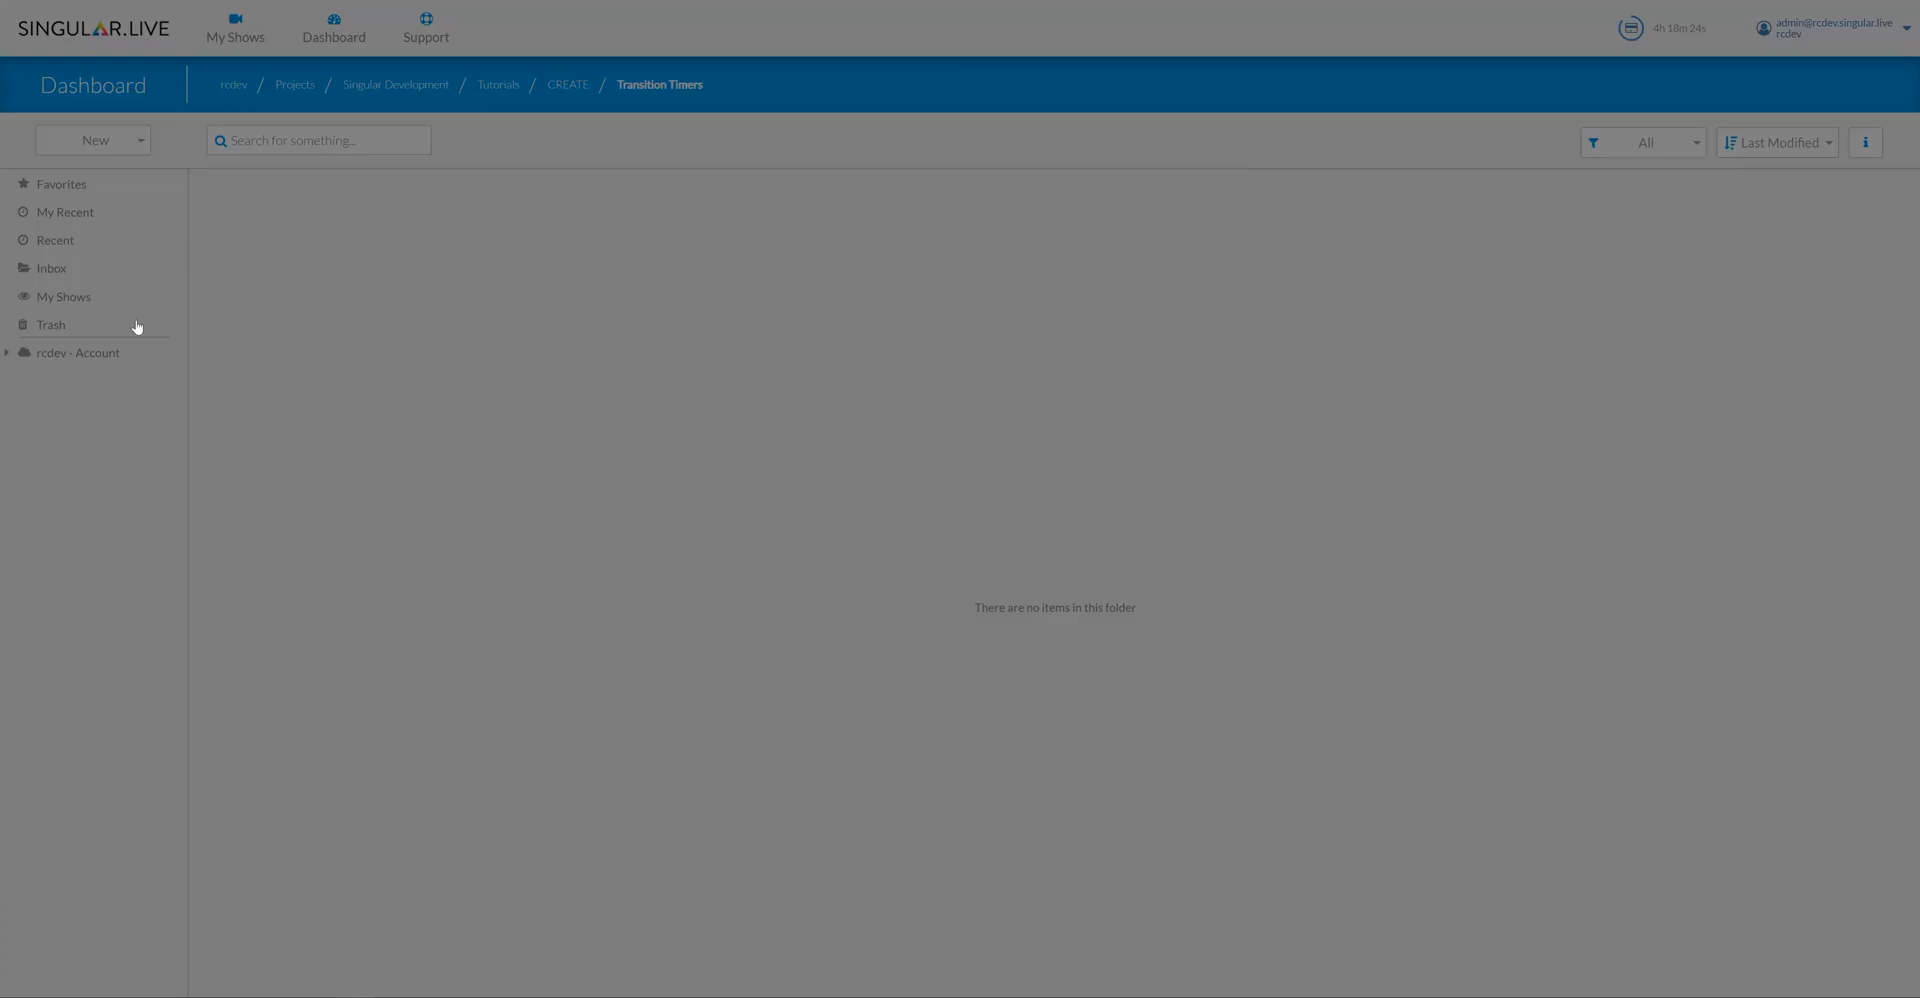 SINGULAR.LIVE
My Shows
Dashboard
Support
4h 18m 24s
admin@rcdev.singular.live
rcdev
Dashboard
rcdev / Projects / Singular Development / Tutorials / CREATE / Transition Timers
New
Search for something...
All
Last Modified
Favorites
My Recent
Recent
Inbox
My Shows
Trash
rcdev - Account
There are no items in this folder